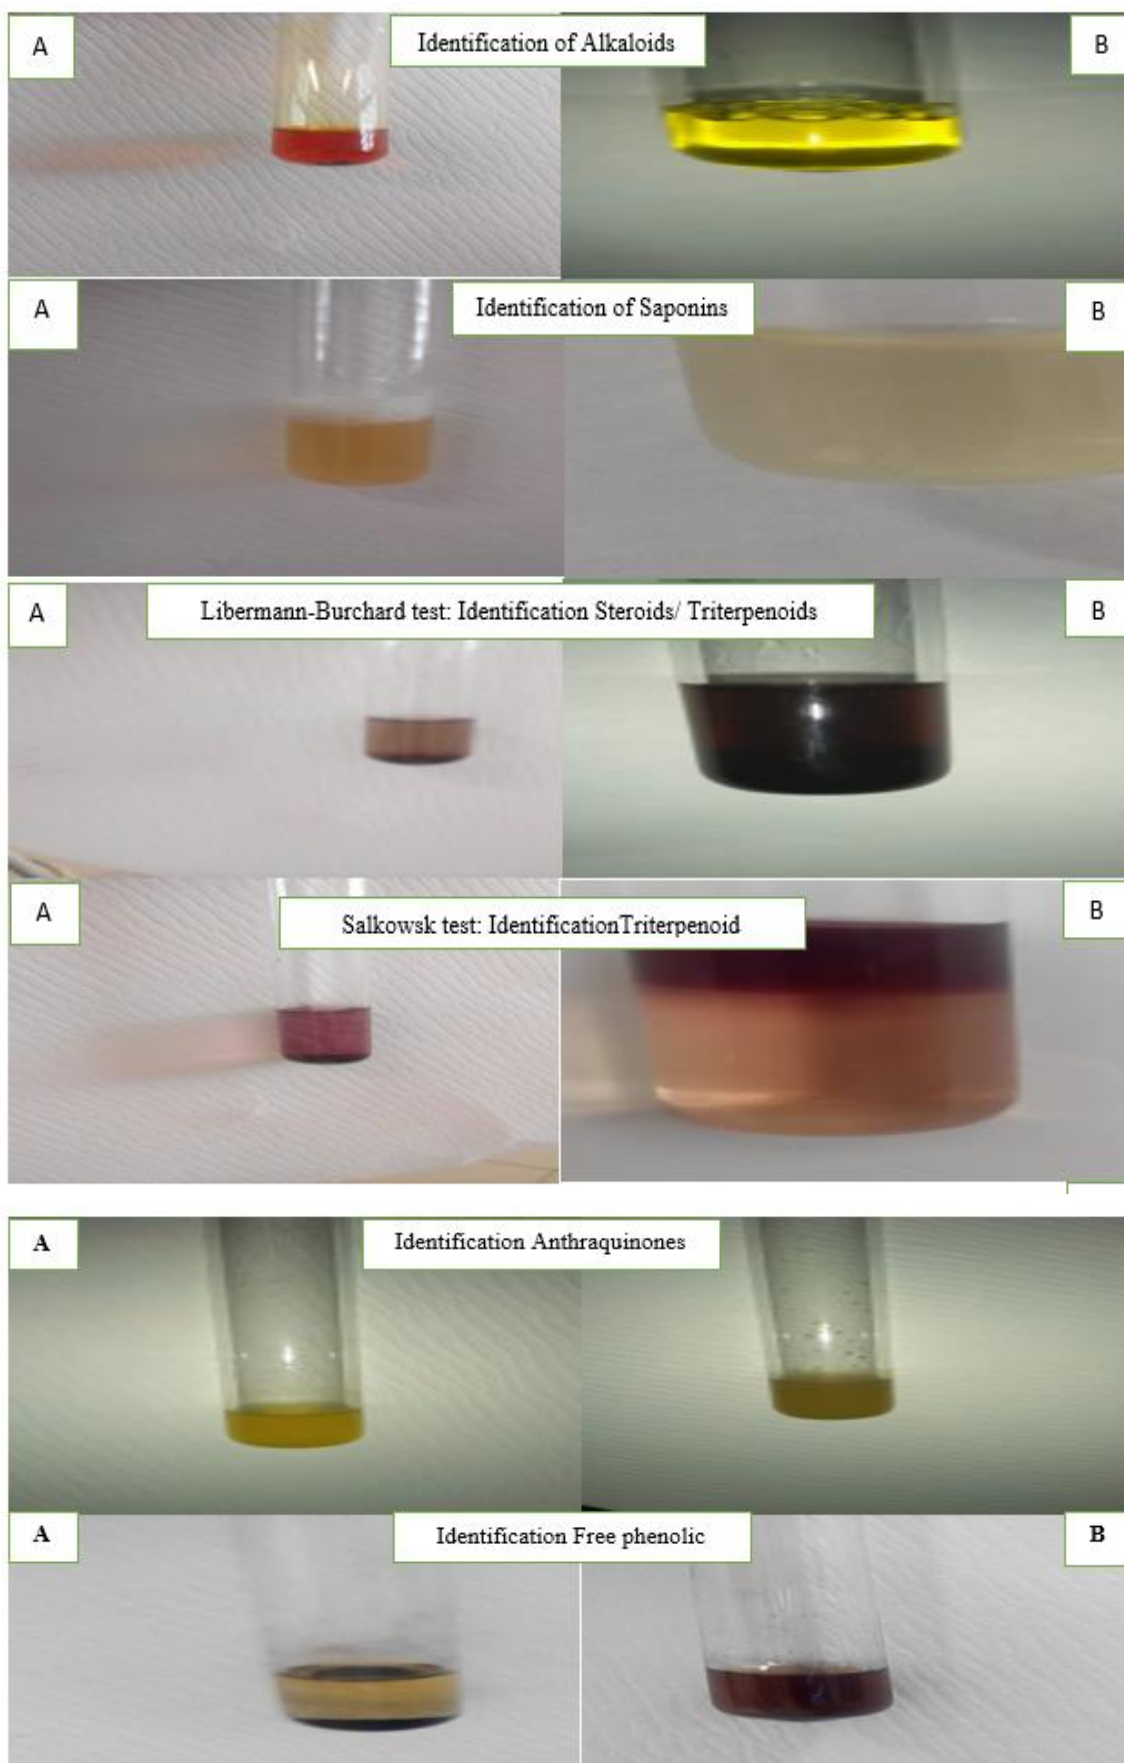 A
Identification of Alkaloids
B
A
Identification of Saponins
B
A
Libermann-Burchard test: Identification Steroids/ Triterpenoids
B
A
Salkowsk test: IdentificationTriterpenoid
B
A
Identification Anthraquinones
A
Identification Free phenolic
B